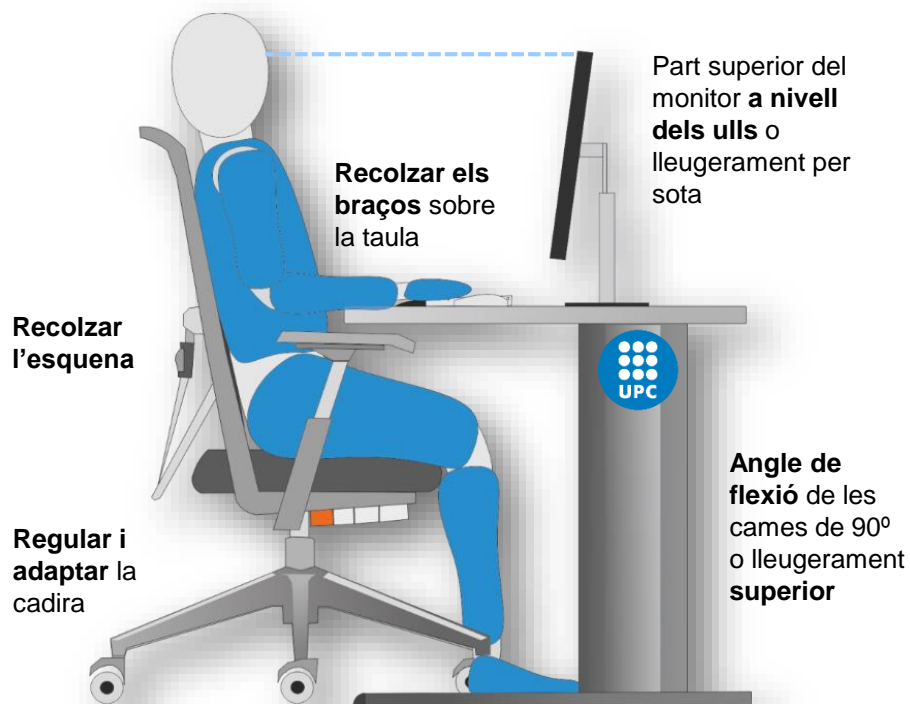 Part superior del
monitor a nivell
dels ulls o
lleugerament per
sota
Recolzar els
braços sobre
la taula
Recolzar
l'esquena
UPC
Angle de
flexió de les
cames de 90º
o lleugerament
superior
Regular i
adaptar la
cadira